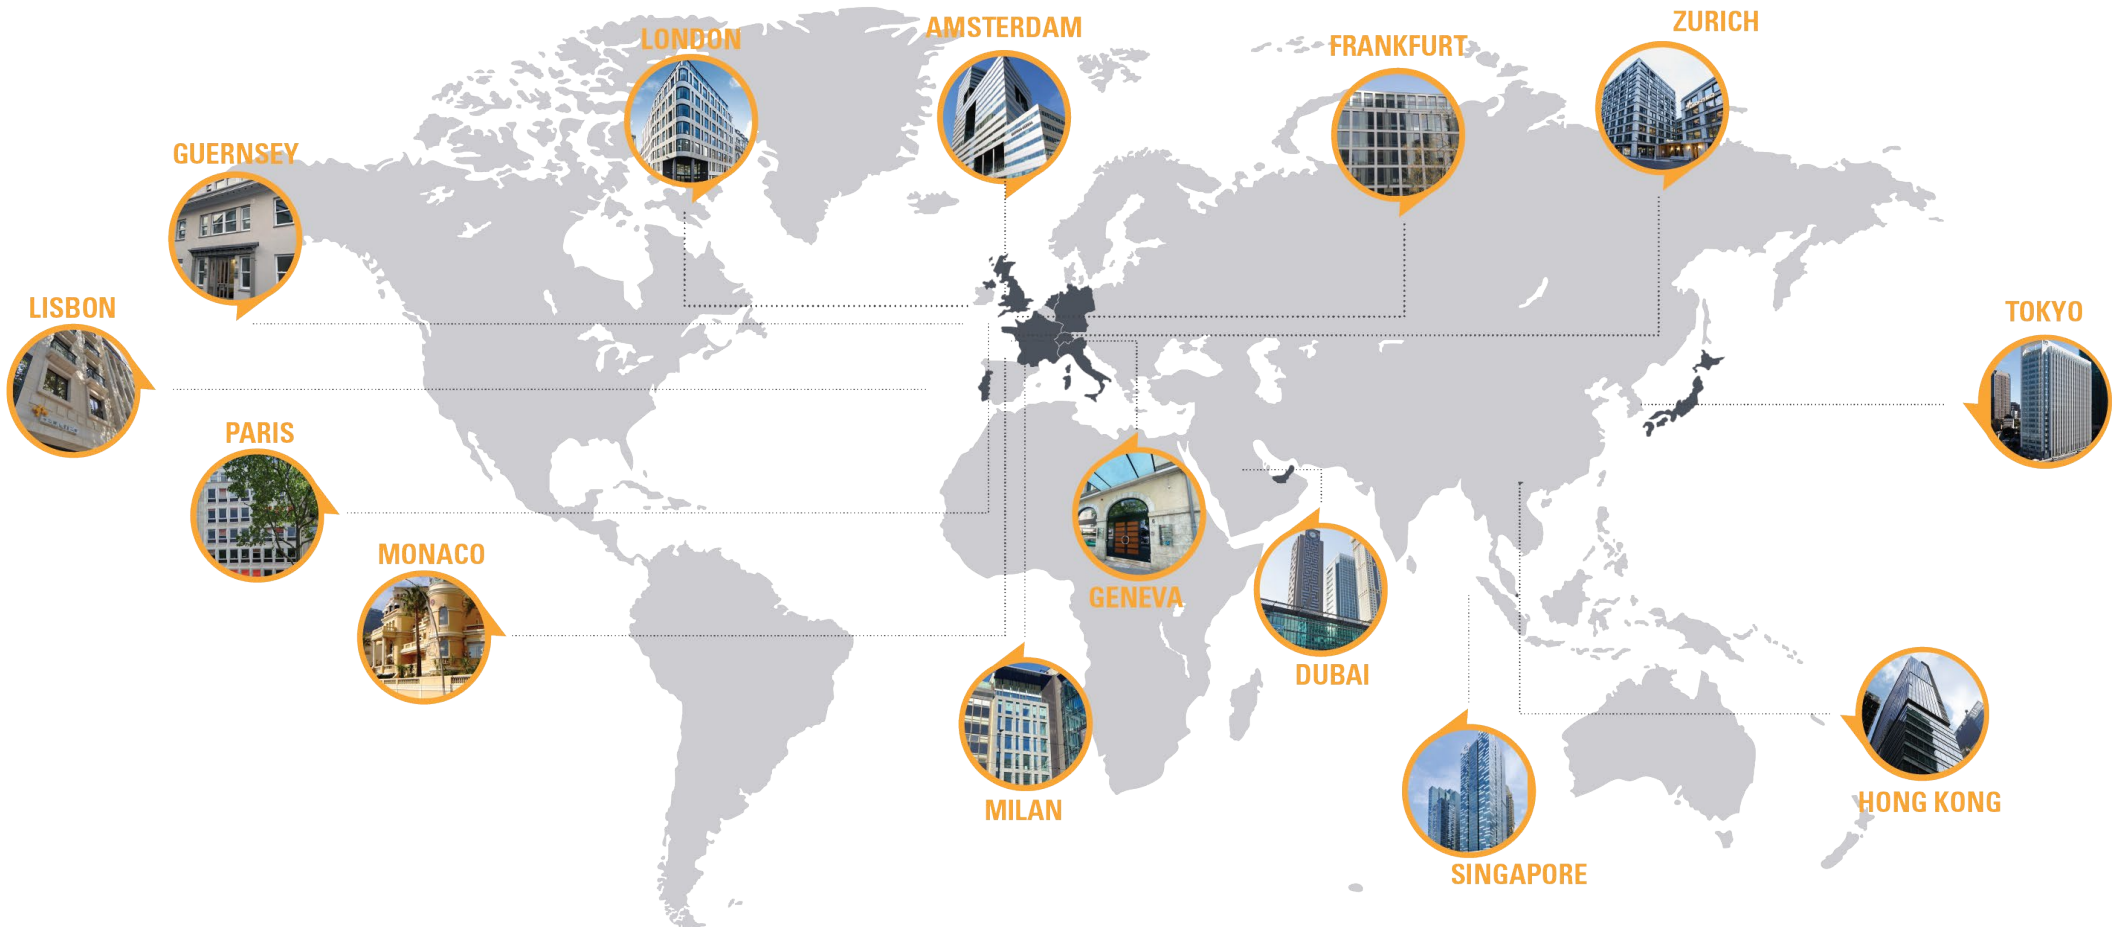 LONDON
AMSTERDAM
FRANKFURT
ZURICH
GUERNSEY
LISBON
TOKYO
PARIS
MONACO
GENEVA
DUBAI
MILAN
HONG KONG
SINGAPORE